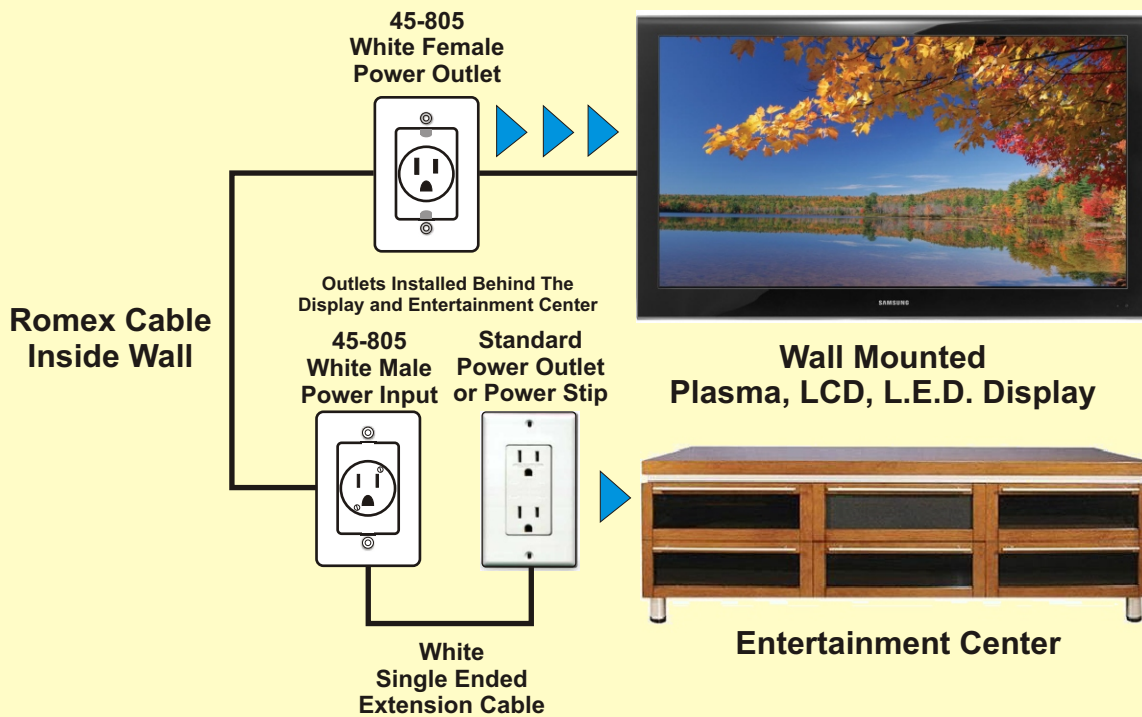 45-805
White Female
Power Outlet
SAMSUNG
Outlets Installed Behind The
Display and Entertainment Center
Romex Cable
Inside Wall
45-805
White Male
Power Input
Standard
Power Outlet
or Power Stip
Wall Mounted
Plasma, LCD, L.E.D. Display
Entertainment Center
White
Single Ended
Extension Cable